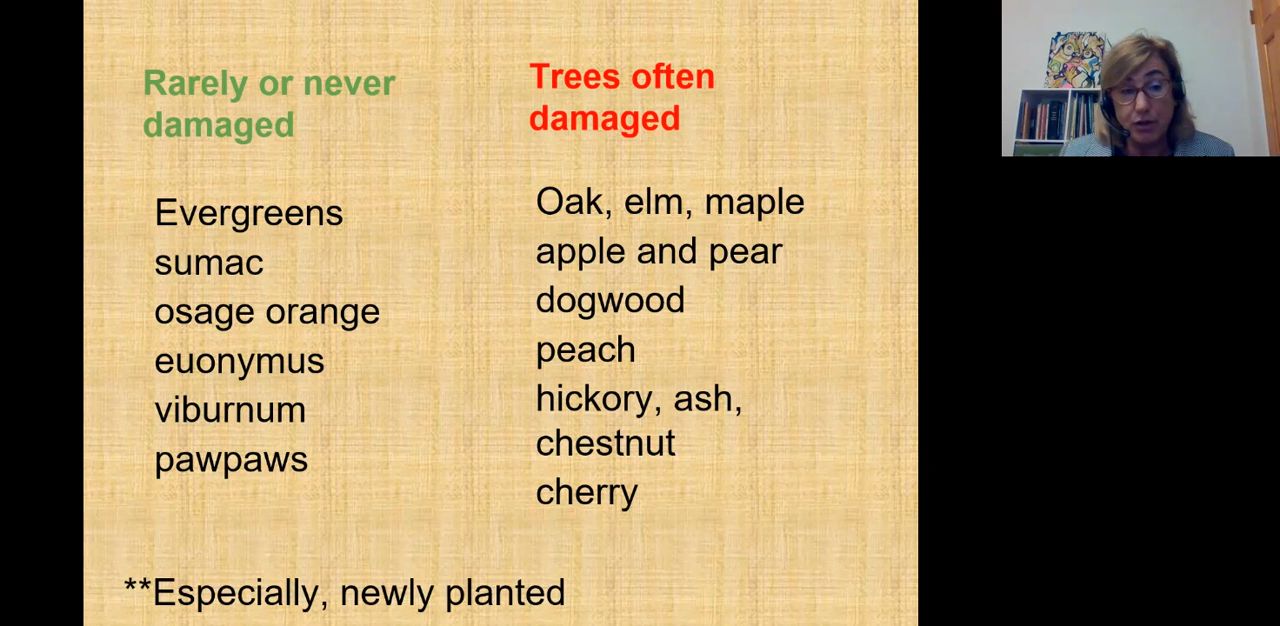 Rarely or never
damaged
Evergreens
sumac
osage orange
euonymus
viburnum
pawpaws
Trees often
damaged
Oak, elm, maple
apple and pear
dogwood
peach
hickory, ash,
chestnut
cherry
**Especially, newly planted